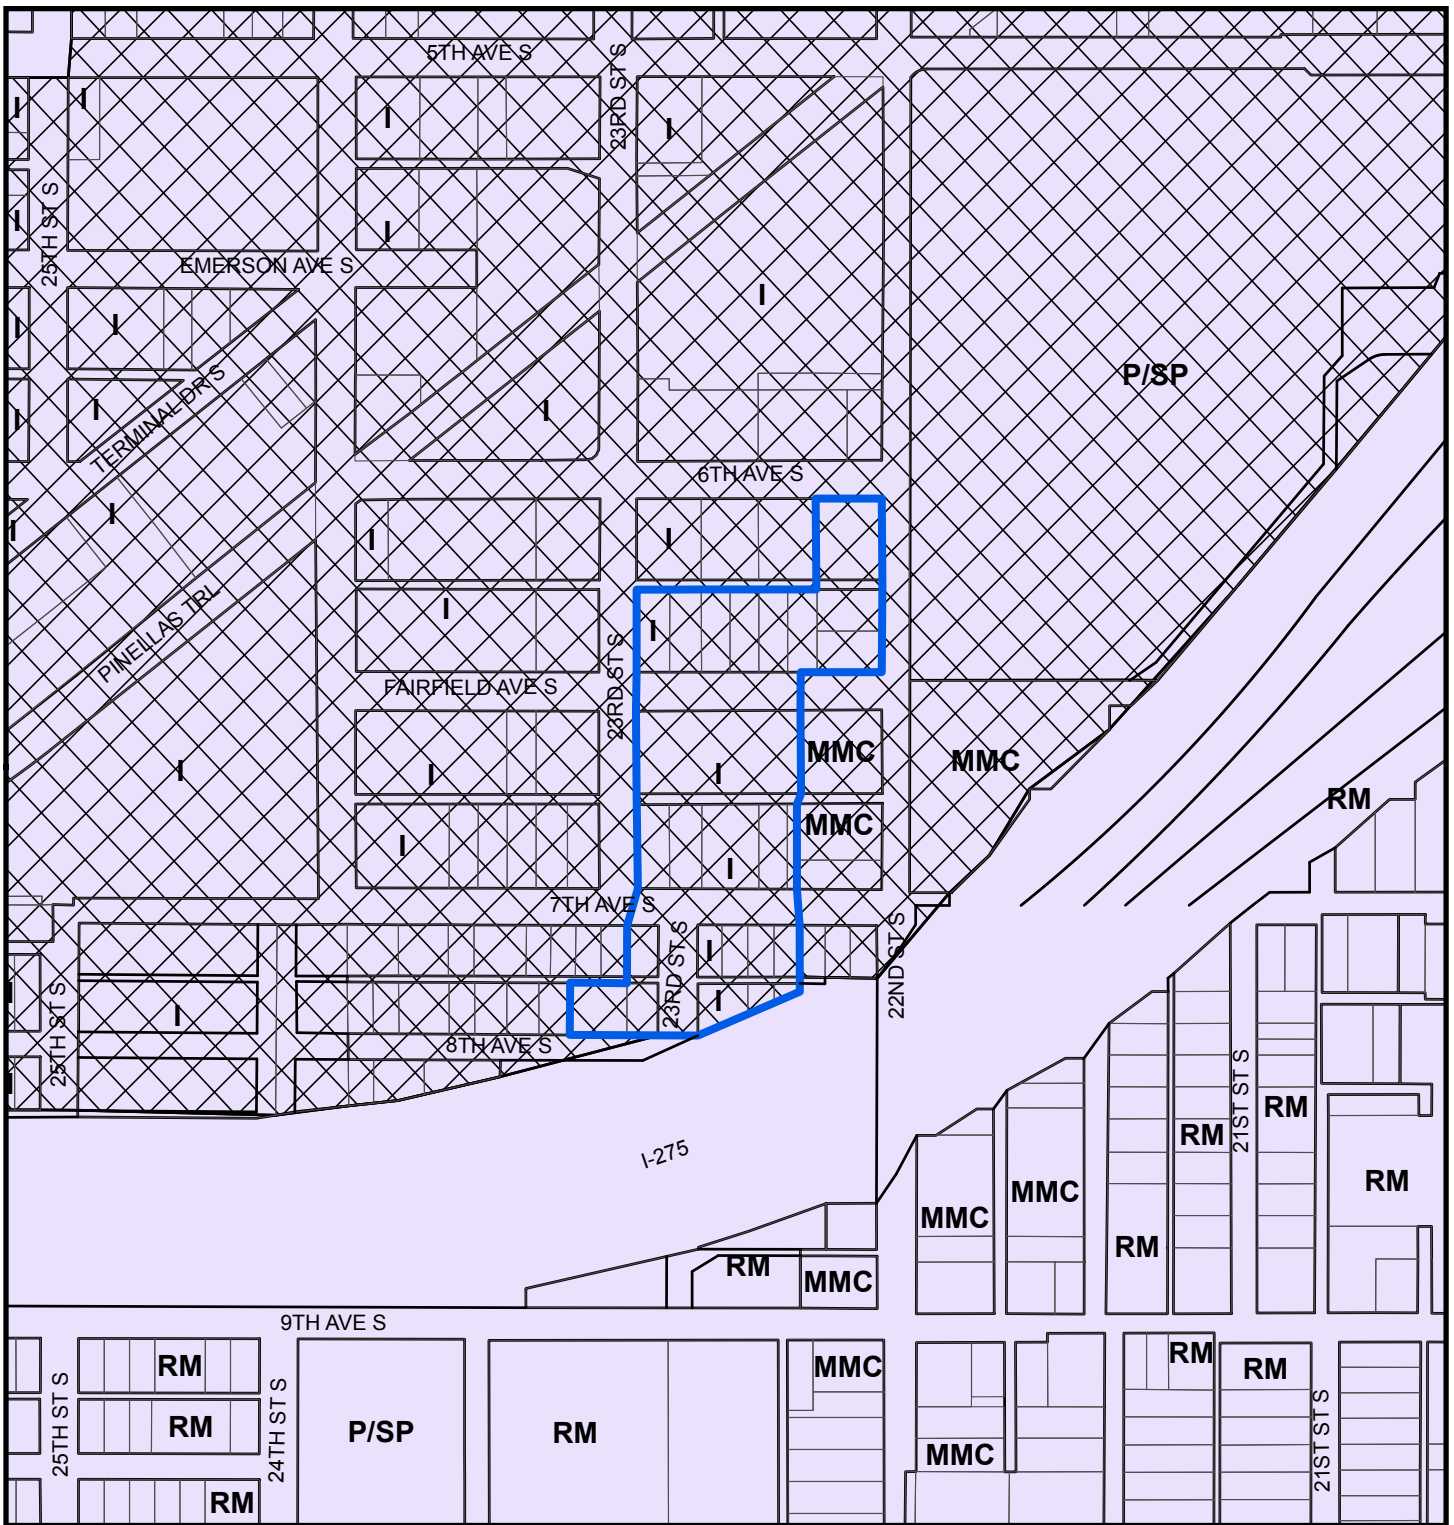 5TH AVE S
23RD ST S
I
I
I
I
I
I
25TH ST S
EMERSON AVE S
I
I
I
I
P/SP
TERMINAL DR S
I
I
I
6TH AVE S
I
I
I
I
PINELLAS TRL
I
I
23RD ST S
FAIRFIELD AVE S
MMC
MMC
I
I
I
RM
MMC
I
I
7TH AVE S
23RD ST S
22ND ST S
I
I
I
I
25TH ST S
8TH AVE S
I
21ST ST S
RM
RM
I-275
RM
MMC
MMC
RM
RM
MMC
9TH AVE S
RM
MMC
RM
RM
25TH ST S
24TH ST S
RM
P/SP
RM
MMC
21ST ST S
RM